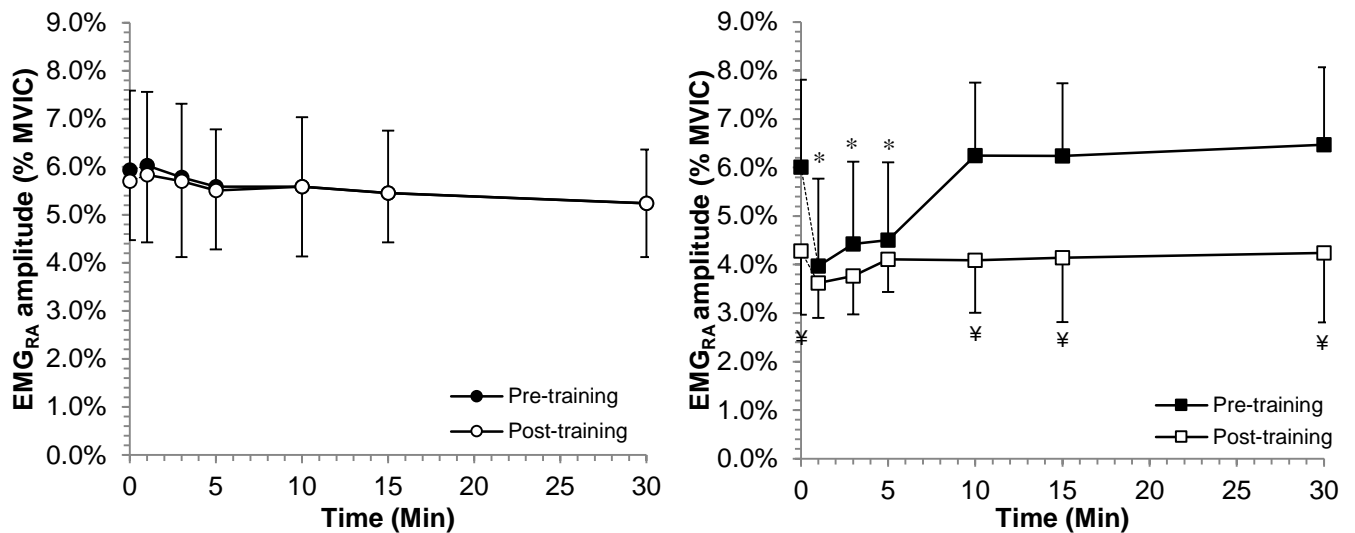 9.0%
8.0%
7.0%
6.0%
5.0%
4.0%
3.0%
2.0%
1.0%
0.0%
EMG_RA amplitude (% MVIC)
Pre-training
Post-training
0 5 10 15 20 25 30
Time (Min)
9.0%
8.0%
7.0%
6.0%
5.0%
4.0%
3.0%
2.0%
1.0%
0.0%
EMG_RA amplitude (% MVIC)
* * *
¥ ¥ ¥ ¥
Pre-training
Post-training
0 5 10 15 20 25 30
Time (Min)